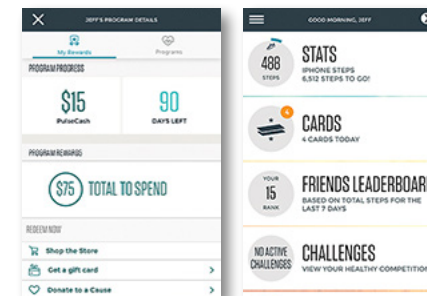 JEFF'S PROGRAM DETAILS
My Rewards
Programs
PROGRAM PROGRESS
$15
PulseCash
90
DAYS LEFT
PROGRAM REWARDS
$75 TOTAL TO SPEND
REDEEM NOW
Shop the Store
Get a gift card
Donate to a Cause
GOOD MORNING, JEFF
488
STEPS
STATS
IPHONE STEPS
6,512 STEPS TO GO!
4
CARDS
4 CARDS TODAY
YOUR
15
RANK
FRIENDS LEADERBOAR
BASED ON TOTAL STEPS FOR THE
LAST 7 DAYS
NO ACTIVE
CHALLENGES
CHALLENGES
VIEW YOUR HEALTHY COMPETITION